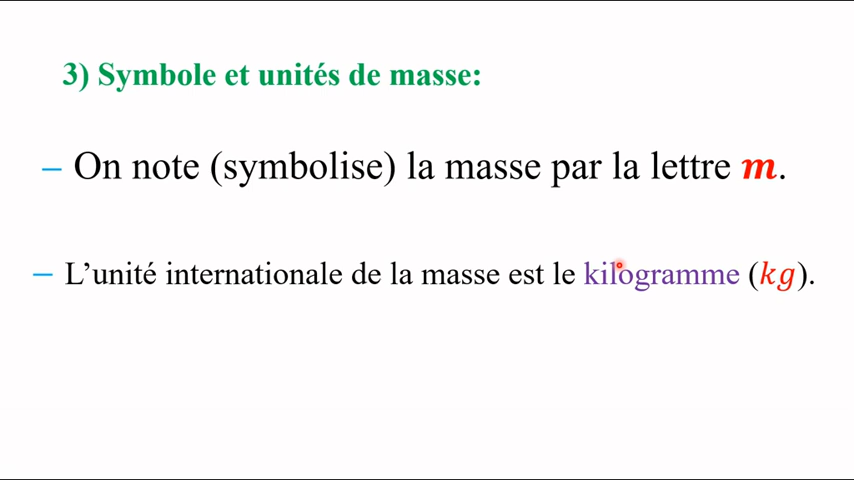 3) Symbole et unités de masse:
– On note (symbolise) la masse par la lettre m.
– L’unité internationale de la masse est le kilogramme (kg).